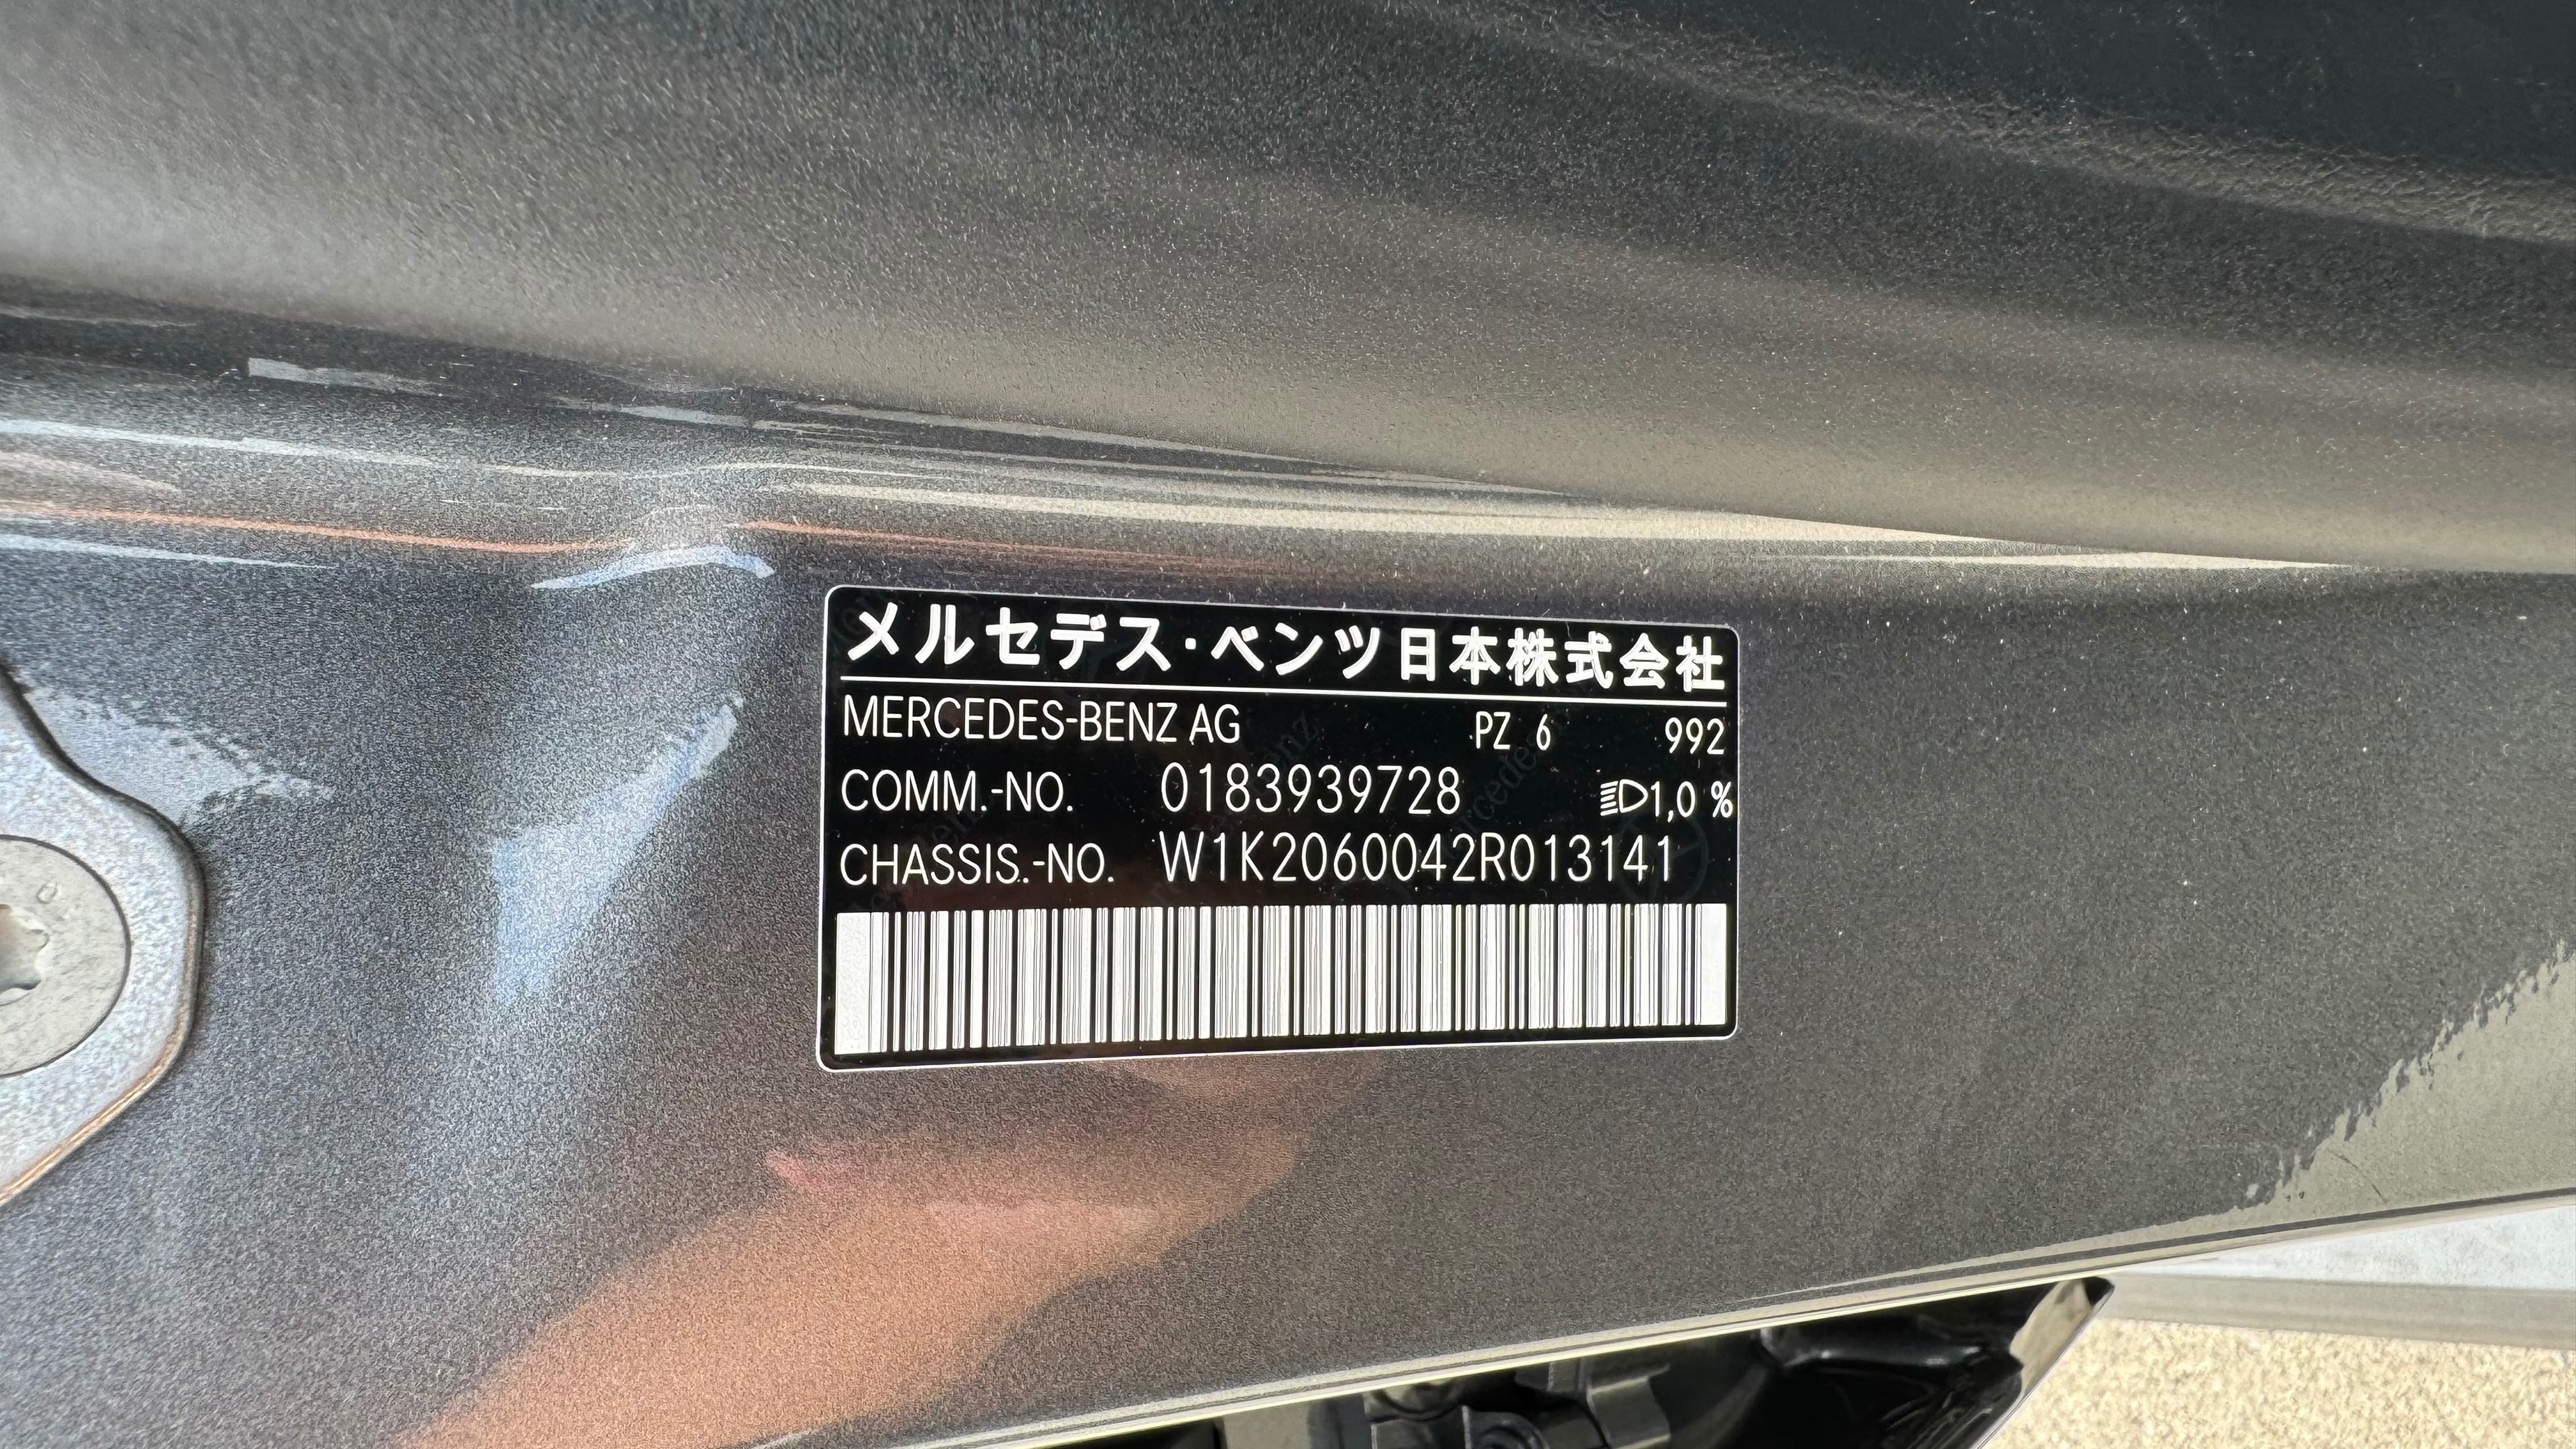 メルセデス・ベンツ日本株式会社
MERCEDES-BENZ AG PZ 6 992
COMM.-NO. 0183939728 1,0 %
CHASSIS.-NO. W1K2060042R013141